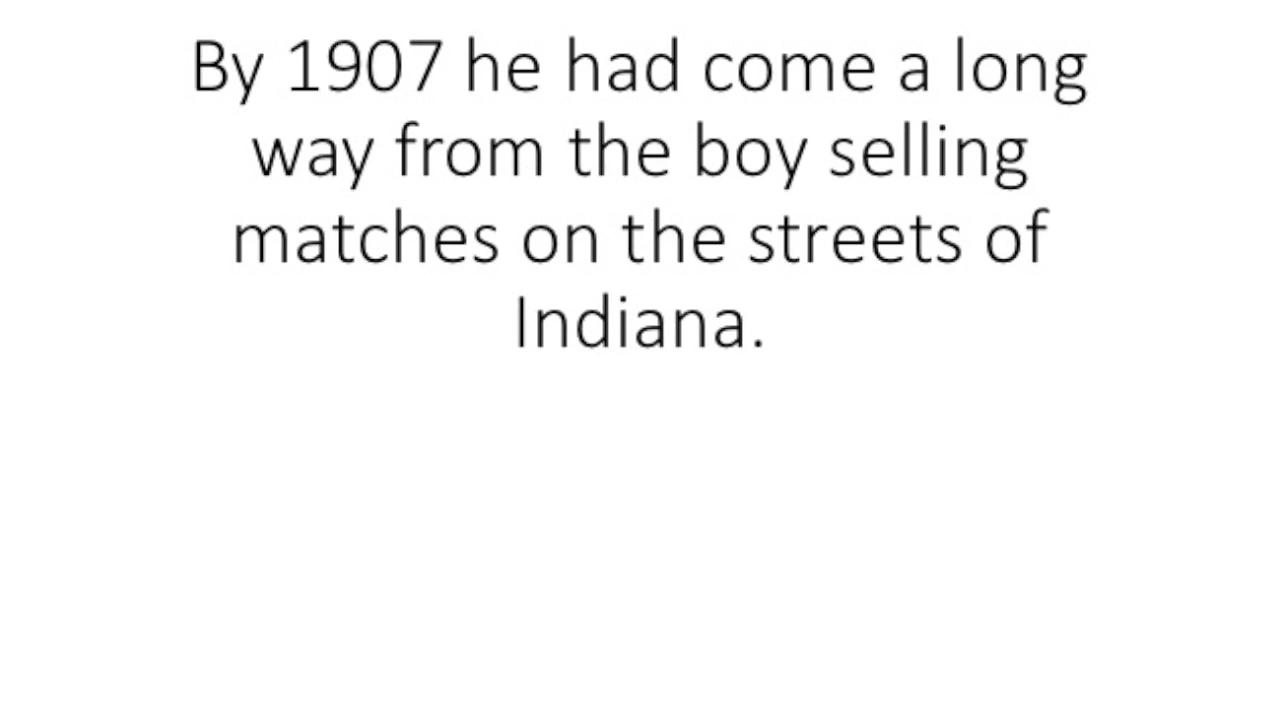 By 1907 he had come a long
way from the boy selling
matches on the streets of
Indiana.